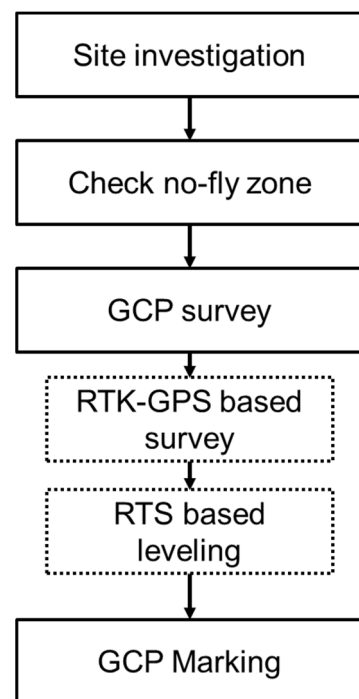 Site investigation
Check no-fly zone
GCP survey
RTK-GPS based
survey
RTS based
leveling
GCP Marking